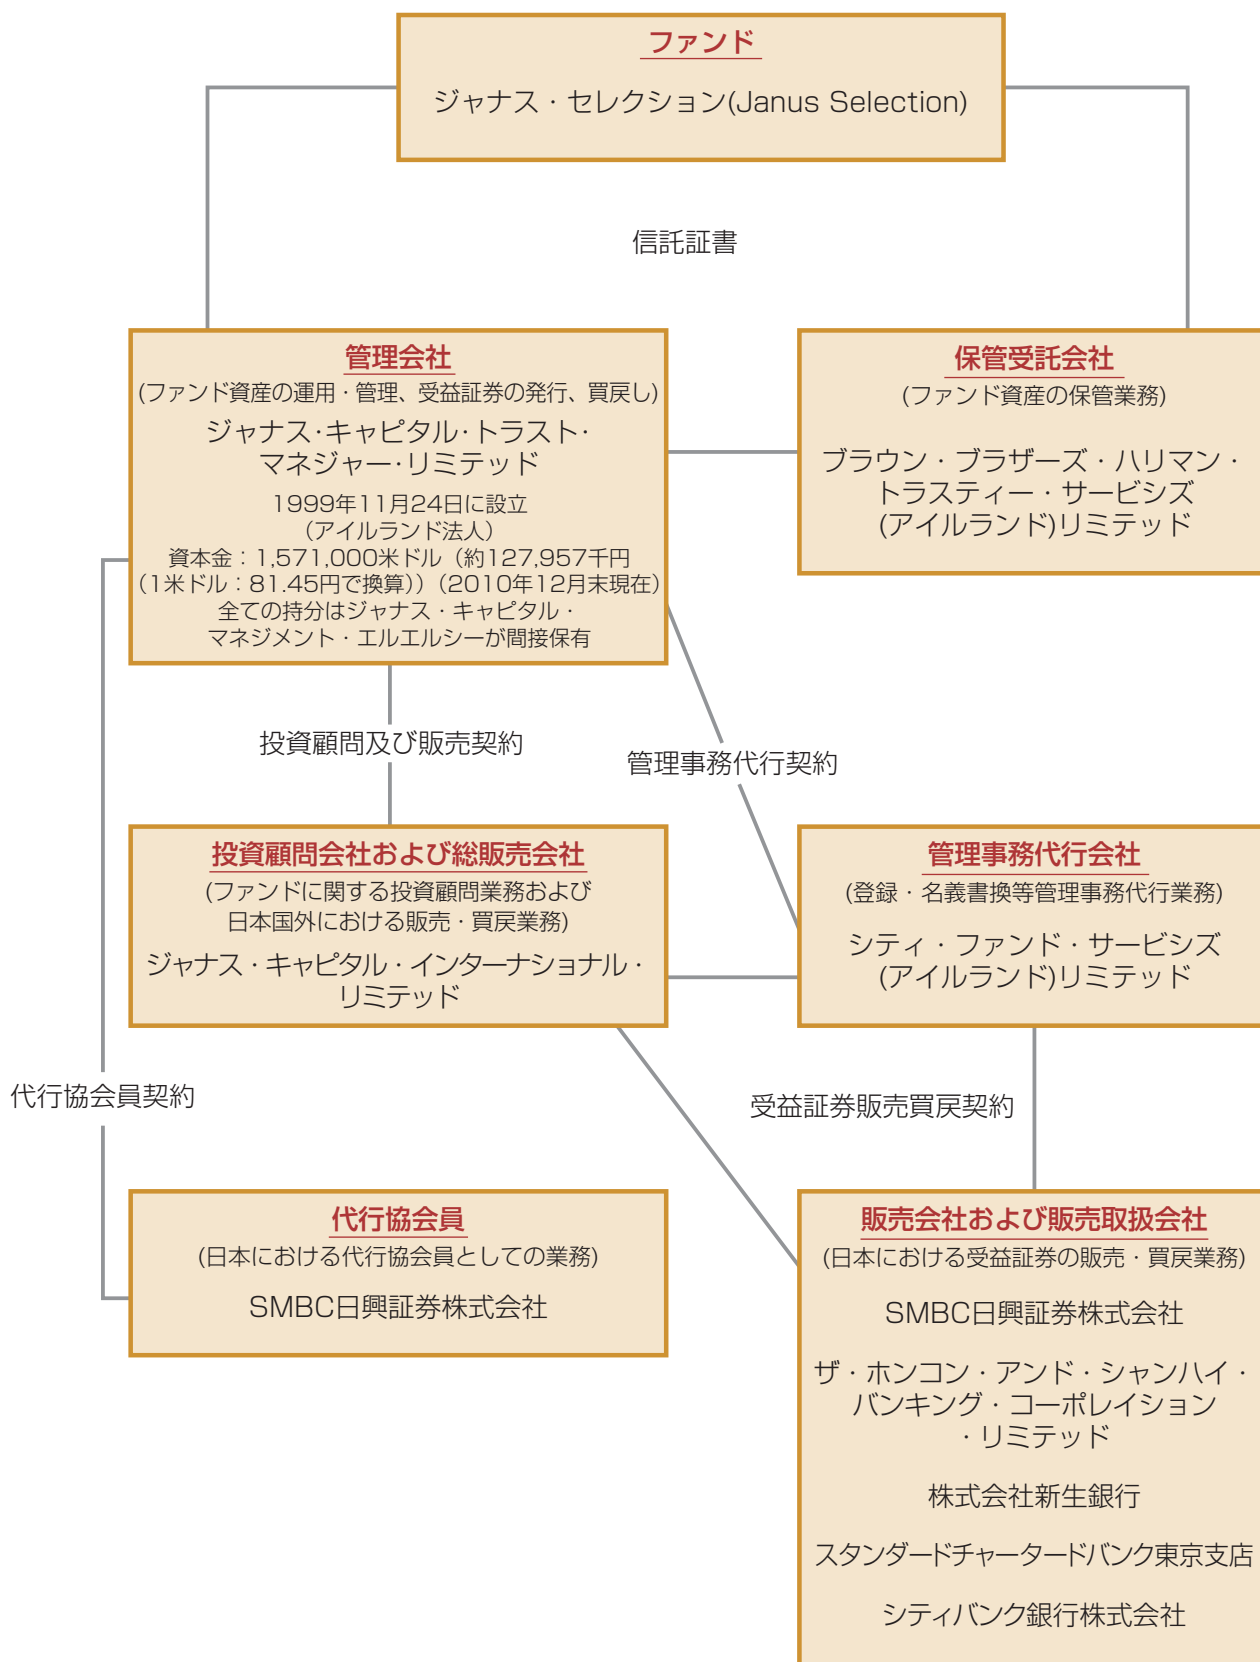 ファンド
ジャナス・セレクション(Janus Selection)
信託証書
管理会社
(ファンド資産の運用・管理、受益証券の発行、買戻し)
ジャナス・キャピタル・トラスト・
マネジャー・リミテッド
1999年11月24日に設立
（アイルランド法人）
資本金：1,571,000米ドル（約127,957千円
（1米ドル：81.45円で換算））（2010年12月末現在）
全ての持分はジャナス・キャピタル・
マネジメント・エルエルシーが間接保有
保管受託会社
(ファンド資産の保管業務)
ブラウン・ブラザーズ・ハリマン・
トラスティー・サービシズ
(アイルランド)リミテッド
投資顧問及び販売契約
管理事務代行契約
投資顧問会社および総販売会社
(ファンドに関する投資顧問業務および
日本国外における販売・買戻業務)
ジャナス・キャピタル・インターナショナル・
リミテッド
管理事務代行会社
(登録・名義書換等管理事務代行業務)
シティ・ファンド・サービシズ
(アイルランド)リミテッド
代行協会員契約
受益証券販売買戻契約
代行協会員
(日本における代行協会員としての業務)
SMBC日興証券株式会社
販売会社および販売取扱会社
(日本における受益証券の販売・買戻業務)
SMBC日興証券株式会社
ザ・ホンコン・アンド・シャンハイ・
バンキング・コーポレイション
・リミテッド
株式会社新生銀行
スタンダードチャータードバンク東京支店
シティバンク銀行株式会社